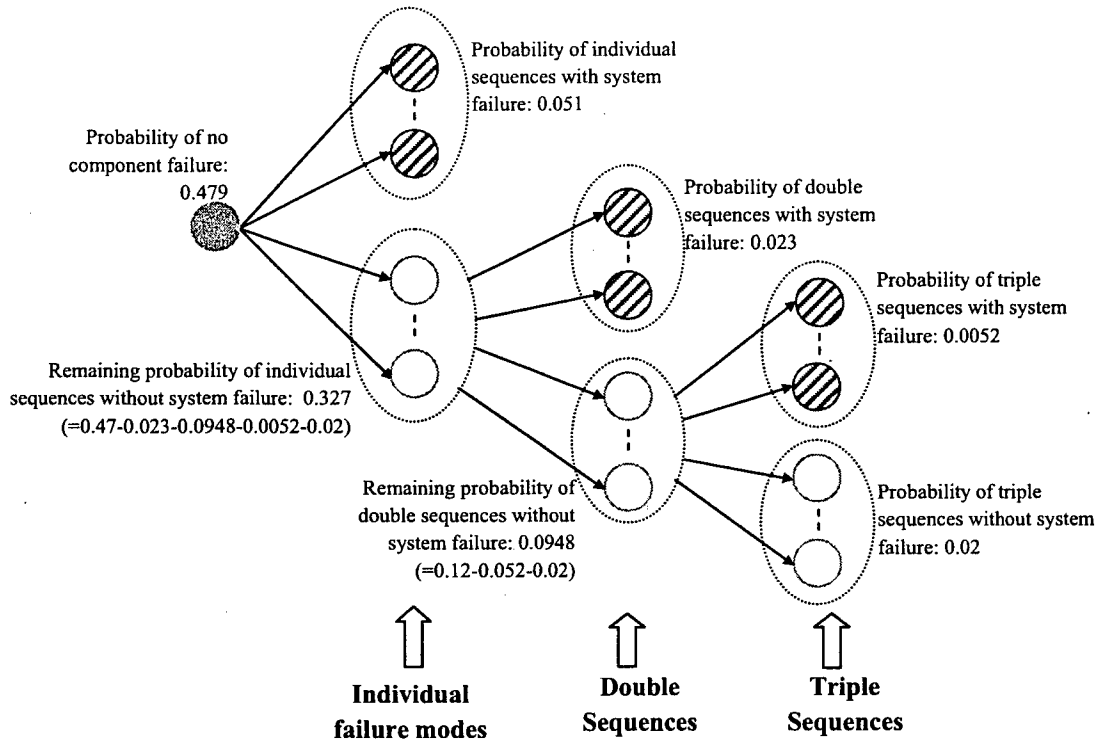 Probability of individual
sequences with system
failure: 0.051
Probability of no
component failure:
0.479
Probability of double
sequences with system
failure: 0.023
Probability of triple
sequences with system
failure: 0.0052
Remaining probability of individual
sequences without system failure: 0.327
(=0.47-0.023-0.0948-0.0052-0.02)
Remaining probability of
double sequences without
system failure: 0.0948
(=0.12-0.052-0.02)
Probability of triple
sequences without system
failure: 0.02
Individual
failure modes
Double
Sequences
Triple
Sequences